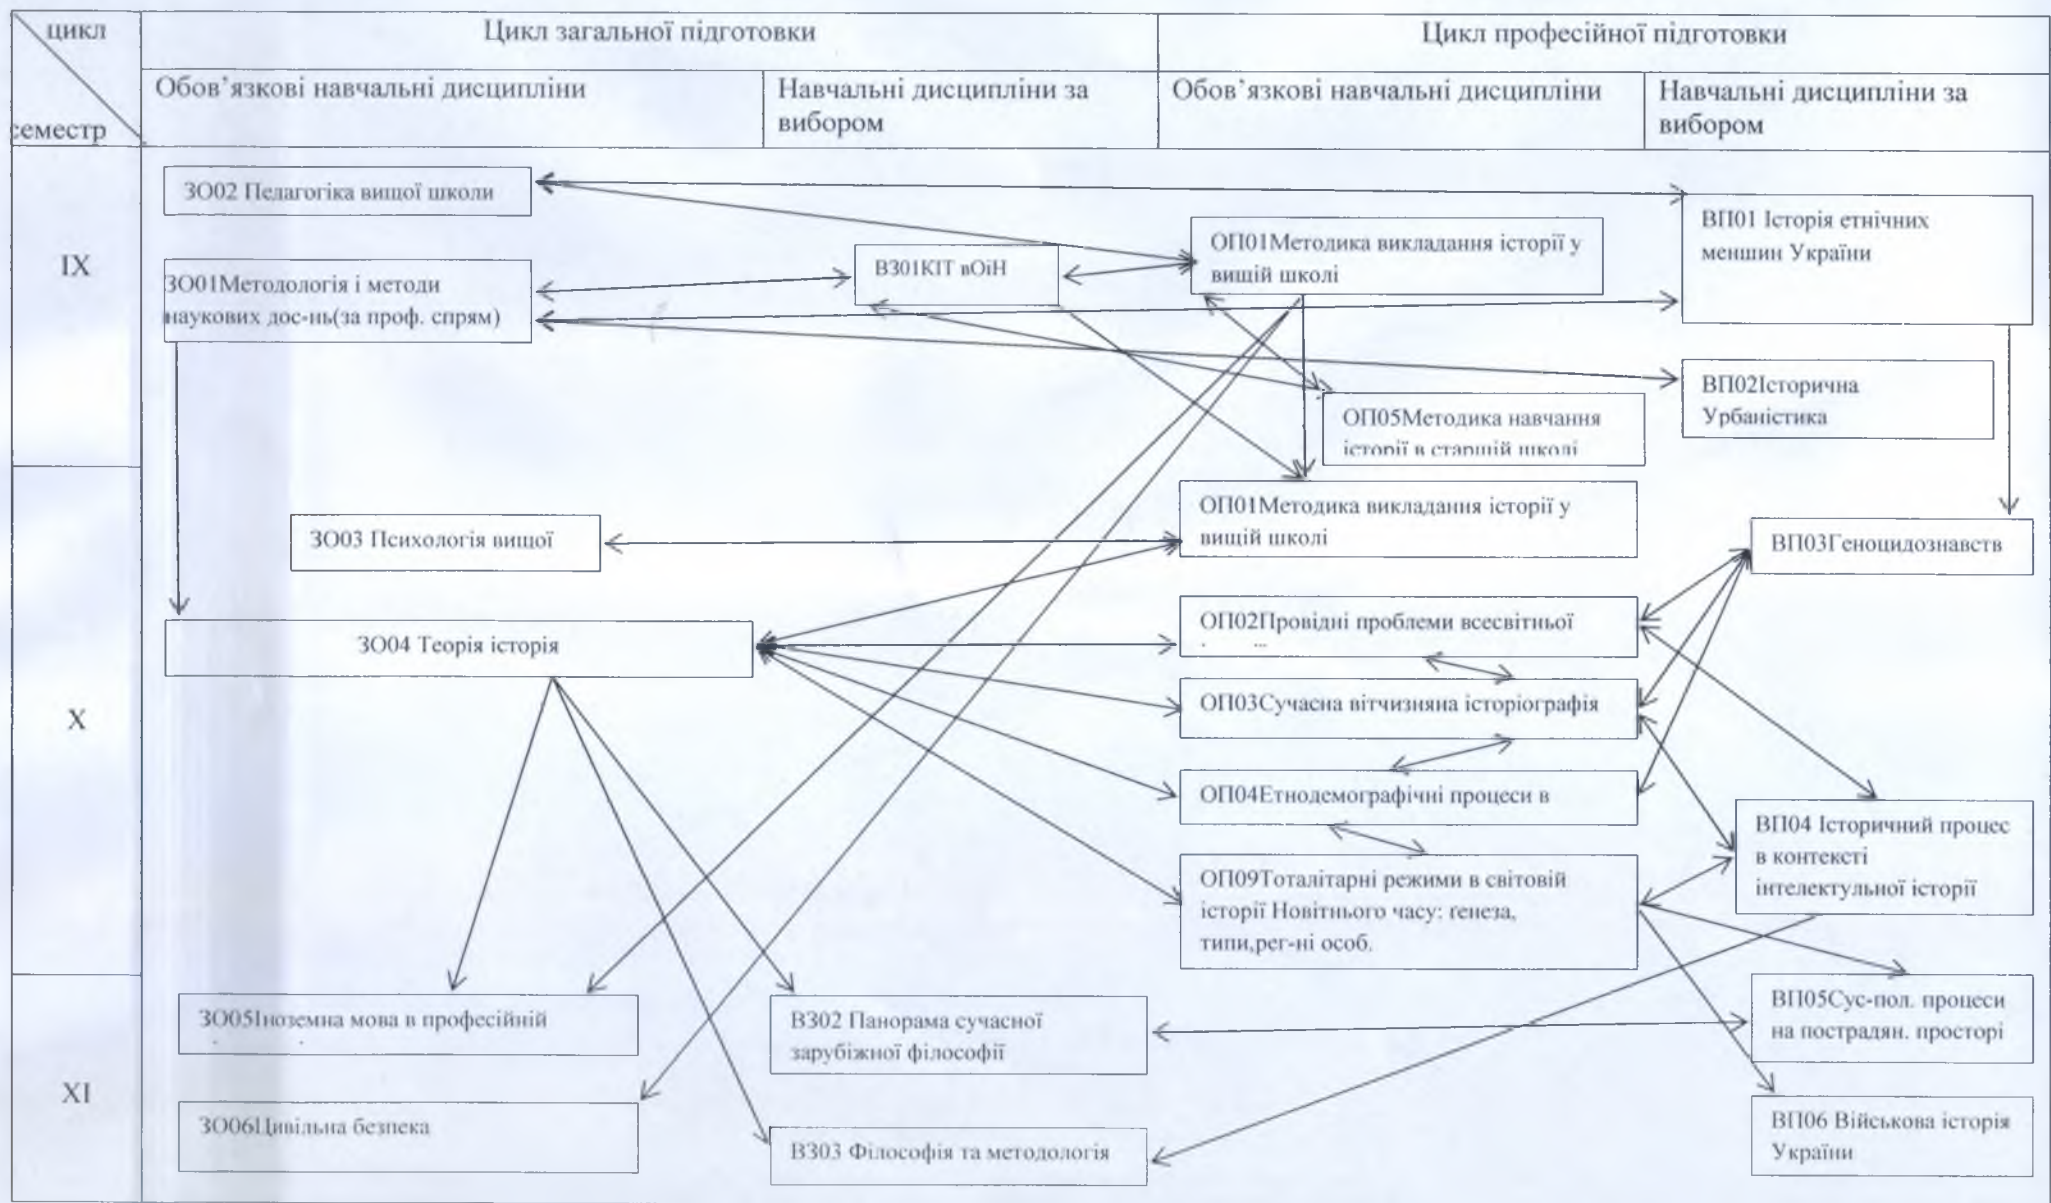 цикл
семестр
Цикл загальної підготовки
Цикл професійної підготовки
Обов’язкові навчальні дисципліни
Навчальні дисципліни за
вибором
Обов’язкові навчальні дисципліни
Навчальні дисципліни за
вибором
IX
ЗО02 Педагогіка вищої школи
ЗО01Методологія і методи
наукових дос-нь(за проф. спрям)
ВЗ01КІТ вОіН
ОП01Методика викладання історії у
вищій школі
ВП01 Історія етнічних
меншин України
ВП02Історична
Урбаністика
ОП05Методика навчання
історії в старшій школі
X
ЗО03 Психологія вищої
ОП01Методика викладання історії у
вищій школі
ВП03Геноцидознавств
ЗО04 Теорія історія
ОП02Провідні проблеми всесвітньої
ОП03Сучасна вітчизняна історіографія
ОП04Етнодемографічні процеси в
ВП04 Історичний процес
в контексті
інтелектульної історії
ОП09Тоталітарні режими в світовій
історії Новітнього часу: генеза,
типи,рег-ні особ.
XI
ЗО05Іноземна мова в професійній
ВЗ02 Панорама сучасної
зарубіжної філософії
ВП05Сус-пол. процеси
на пострадян. просторі
ЗО06Цивільна безпека
ВЗ03 Філософія та методологія
ВП06 Військова історія
України